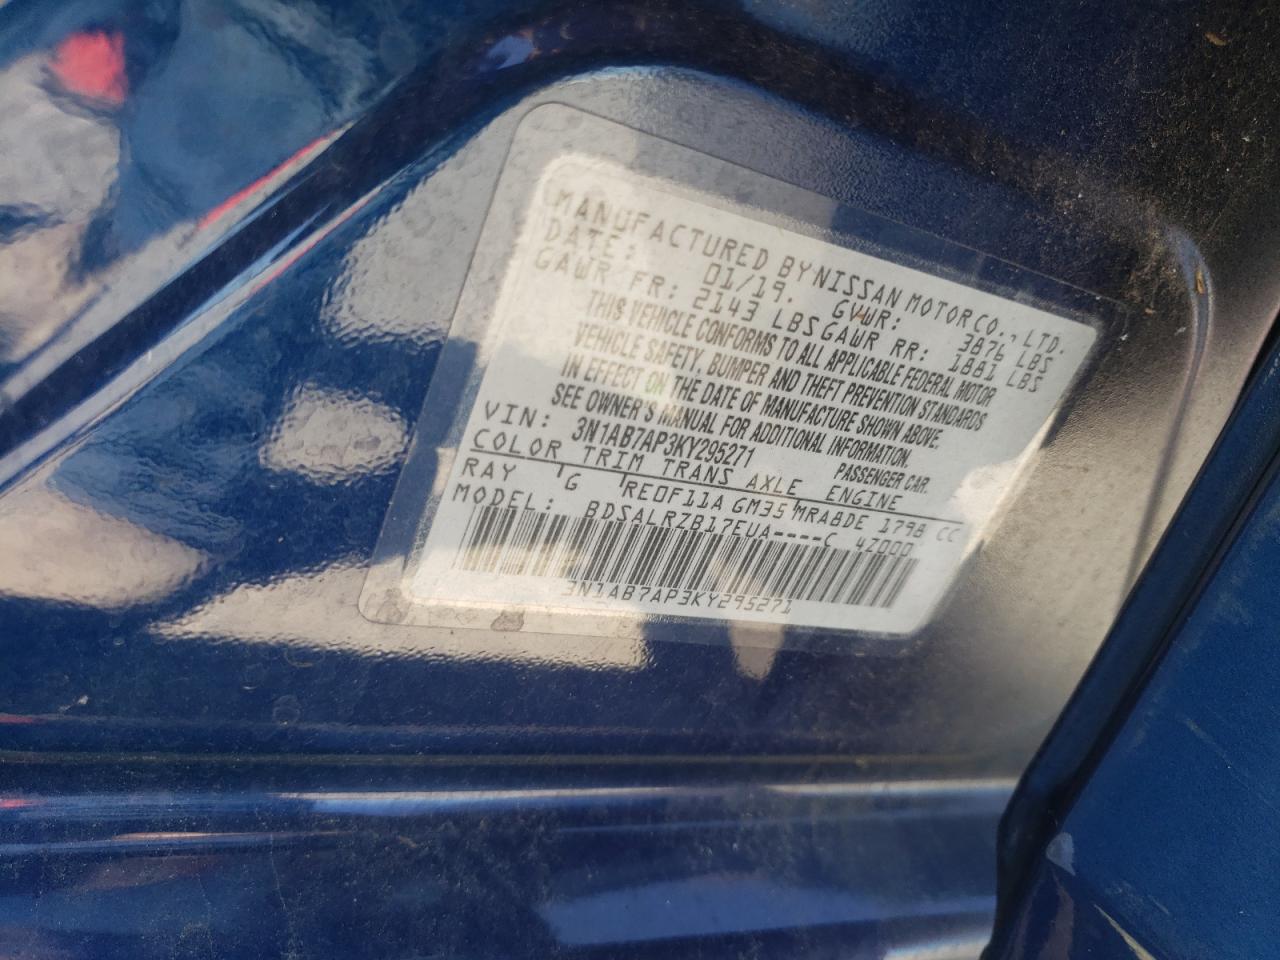 MANUFACTURED BY NISSAN MOTOR CO., LTD.
DATE: 01/19. GVWR: 3876 LBS
GAWR FR: 2143 LBS GAWR RR: 1881 LBS
THIS VEHICLE CONFORMS TO ALL APPLICABLE FEDERAL MOTOR
VEHICLE SAFETY, BUMPER AND THEFT PREVENTION STANDARDS
IN EFFECT ON THE DATE OF MANUFACTURE SHOWN ABOVE.
SEE OWNER'S MANUAL FOR ADDITIONAL INFORMATION.
VIN: 3N1AB7AP3KY295271 PASSENGER CAR.
COLOR TRIM TRANS AXLE ENGINE
RAY G RE0F11A GM35 MRA8DE 1798 CC
MODEL: BDSALRZB17EUA----C 4Z000
3N1AB7AP3KY295271